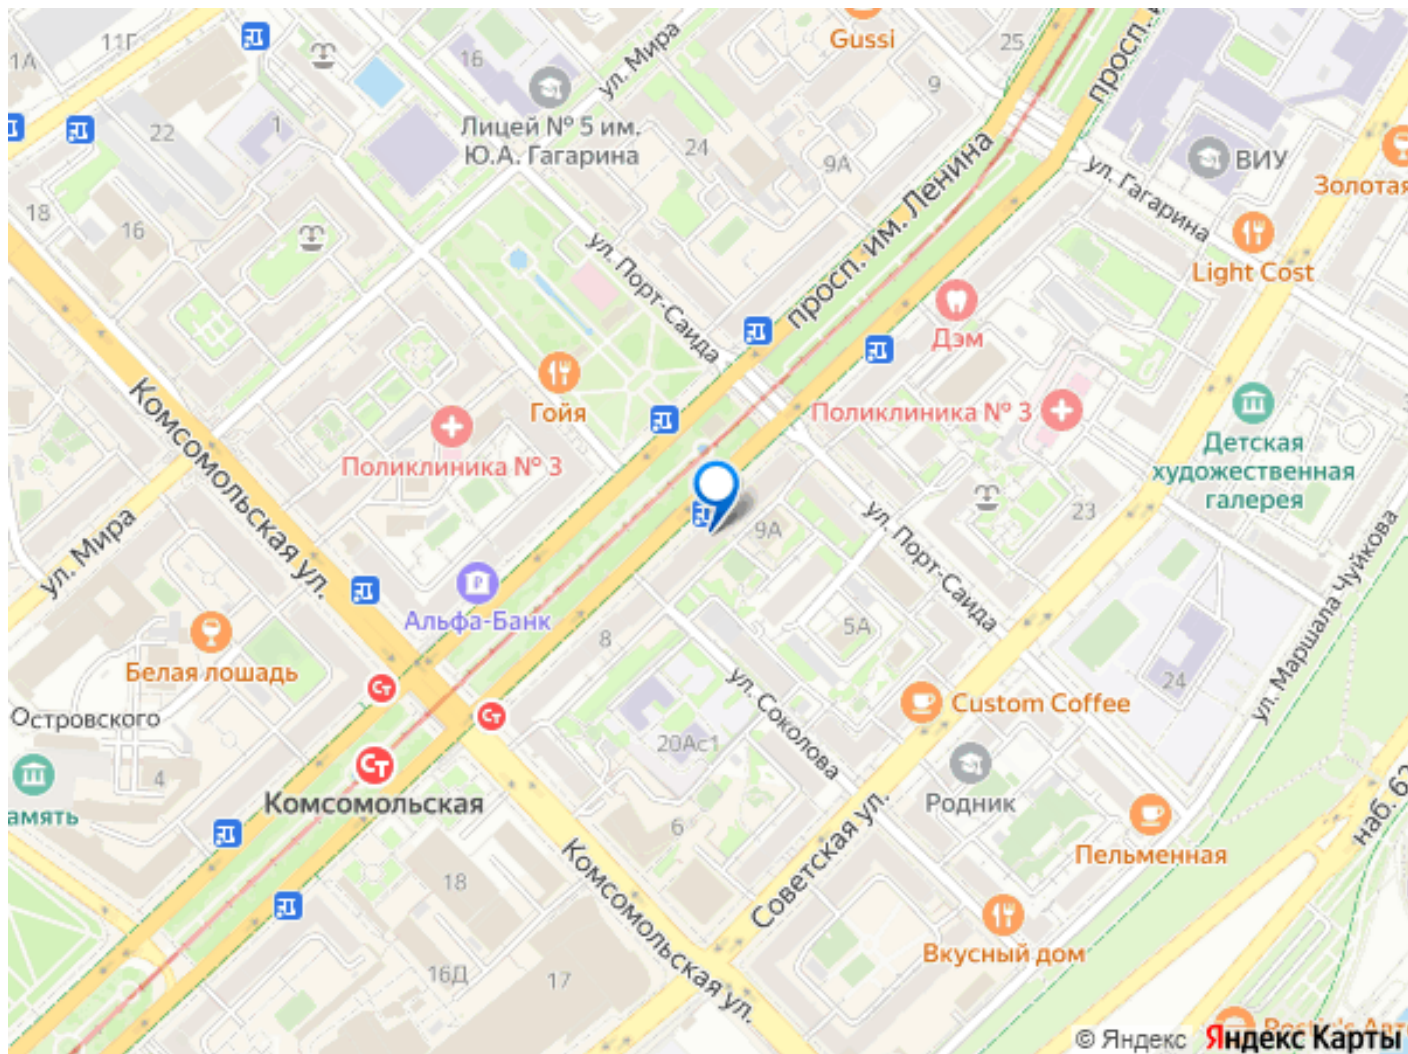 11Г
1А
ул. Мира
16
Gussi
25
просп.
9
22
1
Лицей № 5 им.
Ю.А. Гагарина
24
9А
просп. им. Ленина
ул. Гагарина
ВИУ
Золотая
18
16
ул. Порт-Саида
Light Cost
Дэм
Гойя
Поликлиника № 3
Поликлиника № 3
Комсомольская ул.
Детская
художественная
галерея
23
ул. Мира
9А
ул. Порт-Саида
ул. Маршала Чуйкова
Альфа-Банк
8
5А
Белая лошадь
24
ул. Соколова
Custom Coffee
Островского
20Ас1
4
Комсомольская
Родник
наб. 62
амять
6
Советская ул.
Пельменная
18
Комсомольская ул.
Вкусный дом
16Д
17
© Яндекс Яндекс Карты